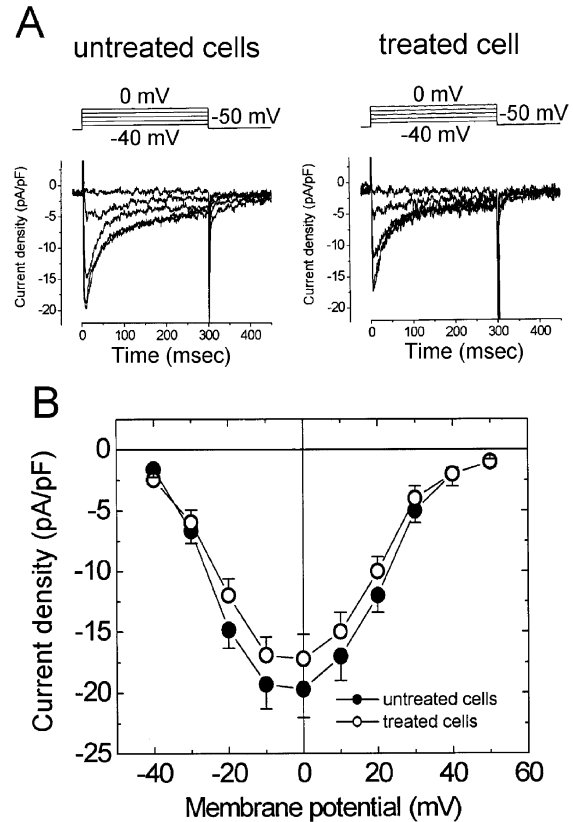 A
untreated cells
treated cell
0 mV
-50 mV
-40 mV
0 mV
-50 mV
-40 mV
Current density (pA/pF)
0
-5
-10
-15
-20
0 100 200 300 400
Time (msec)
Current density (pA/pF)
0
-5
-10
-15
-20
0 100 200 300 400
Time (msec)
B
Current density (pA/pF)
0
-5
-10
-15
-20
-25
untreated cells
treated cells
-40 -20 0 20 40 60
Membrane potential (mV)